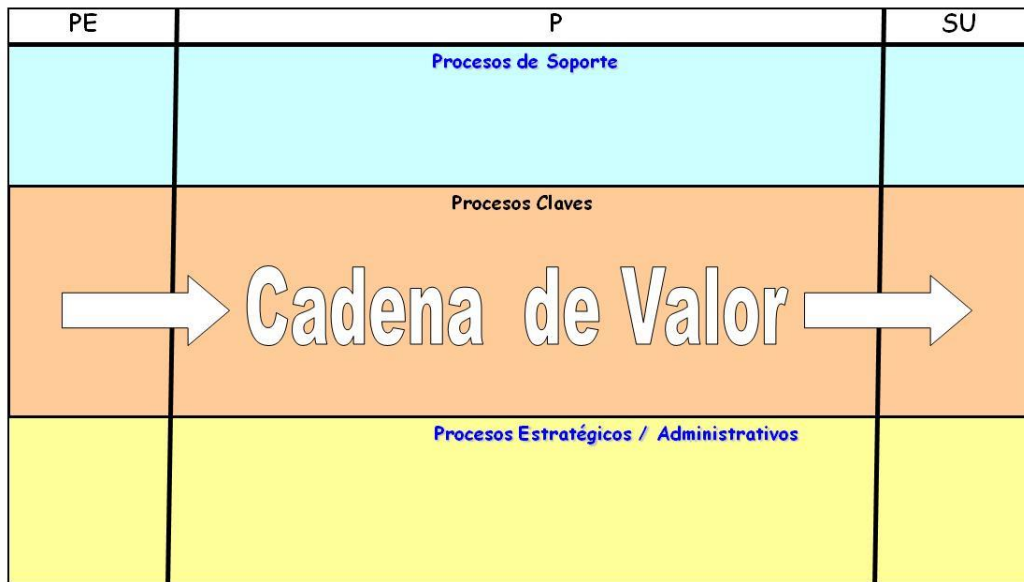 PE P SU
Procesos de Soporte
Procesos Claves
Cadena de Valor
Procesos Estratégicos / Administrativos